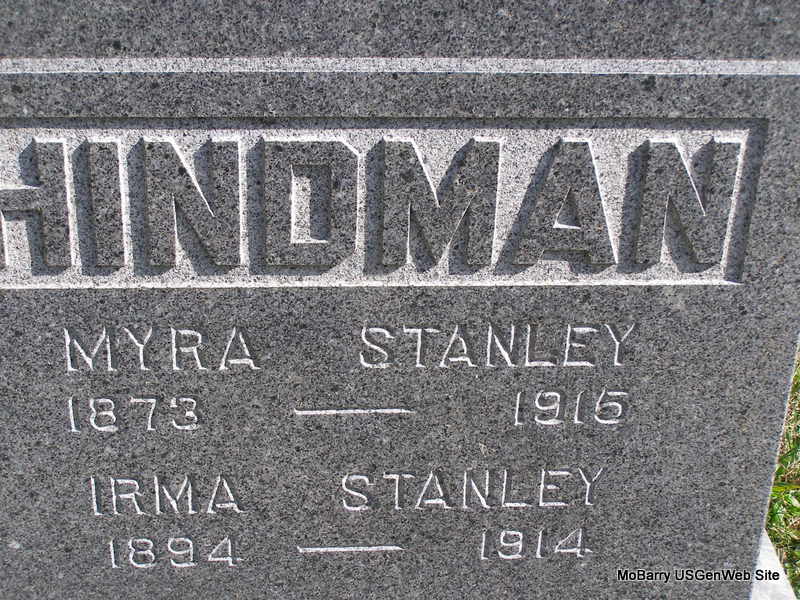 HINDMAN
MYRA STANLEY
1873 — 1915
IRMA STANLEY
1894 — 1914
MoBarry USGenWeb Site